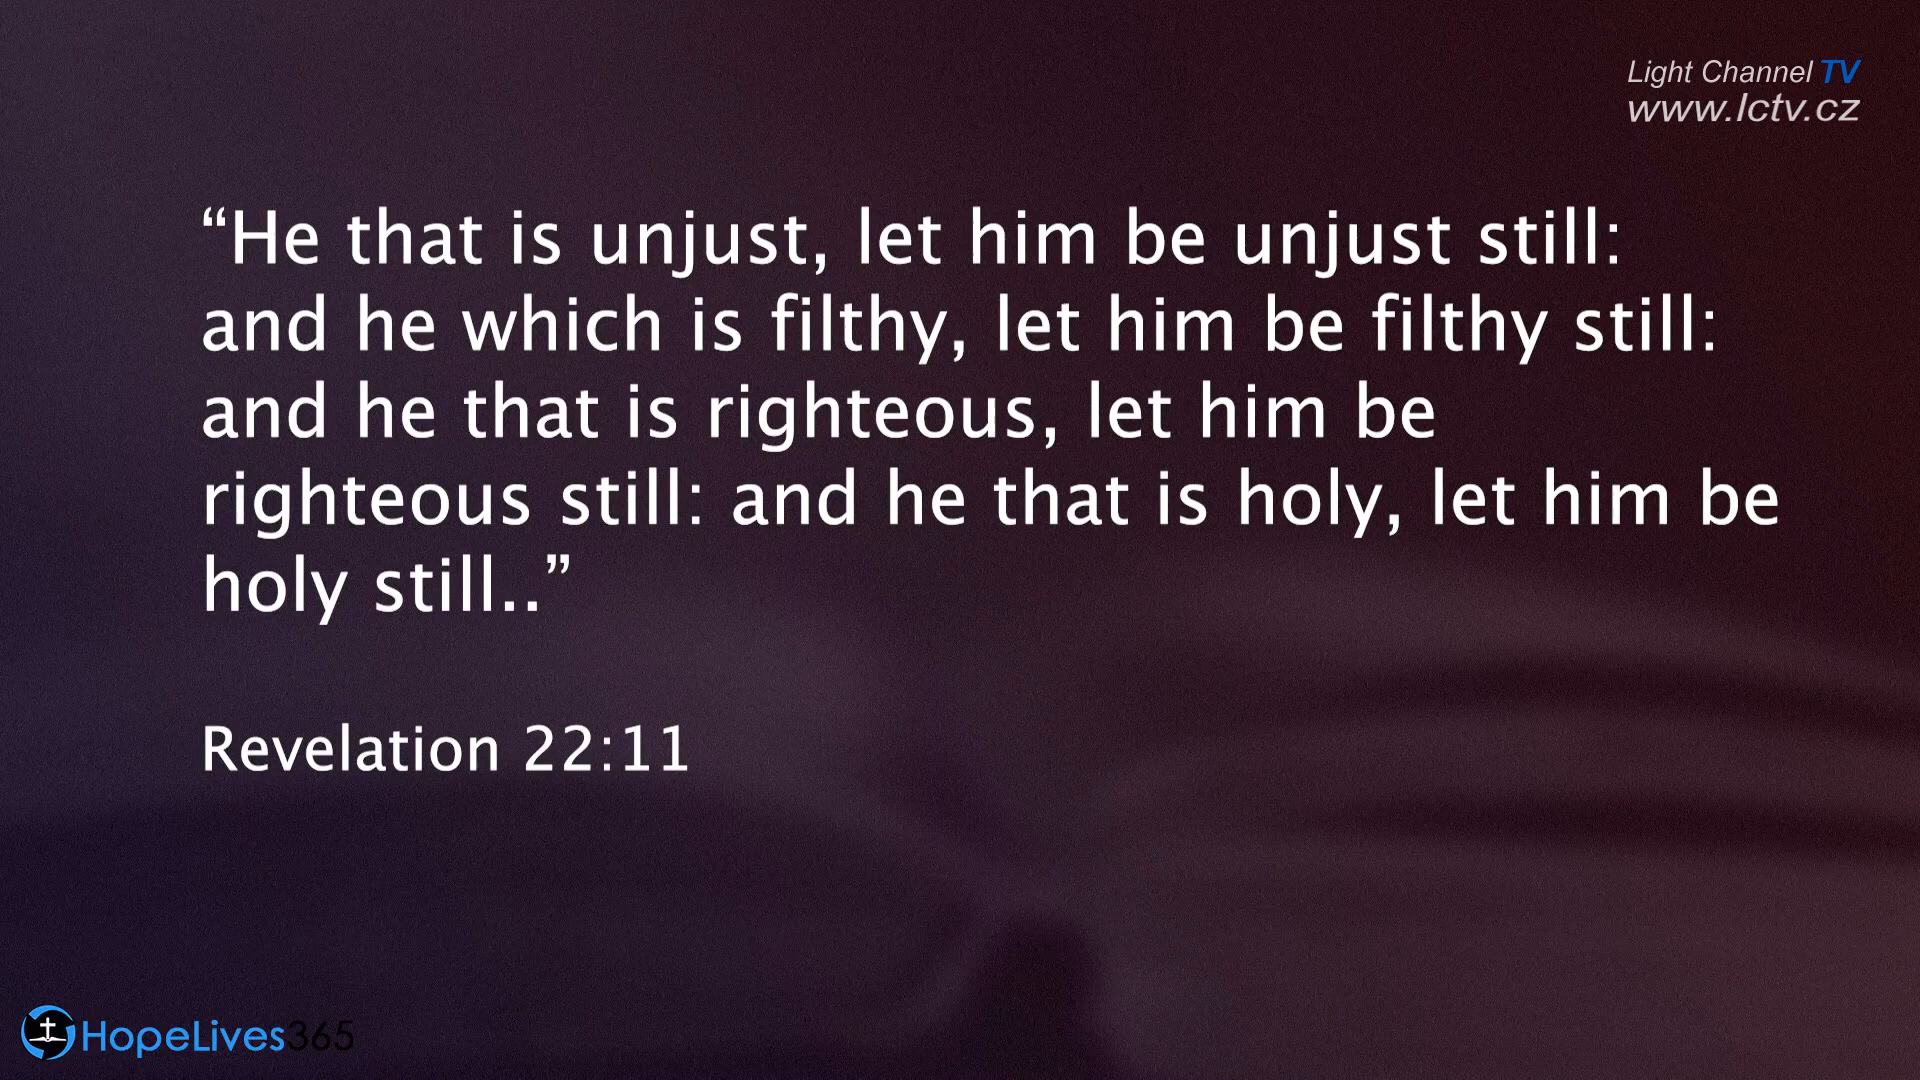 Light Channel TV
www.lctv.cz
“He that is unjust, let him be unjust still:
and he which is filthy, let him be filthy still:
and he that is righteous, let him be
righteous still: and he that is holy, let him be
holy still..”
Revelation 22:11
HopeLives365